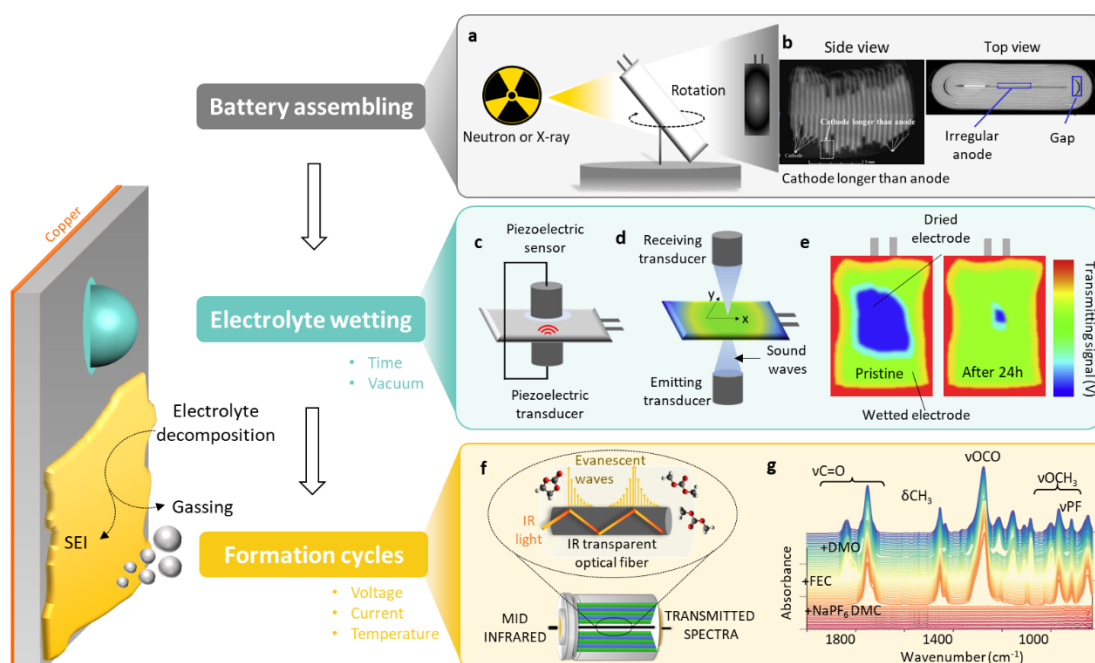 Battery assembling
Electrolyte wetting
• Time
• Vacuum
Formation cycles
• Voltage
• Current
• Temperature
Copper
Electrolyte
decomposition
Gassing
SEI
a
Neutron or X-ray
Rotation
b
Side view
Top view
Cathode longer than anode
Cathode
Cathode longer than anode
Irregular
anode
Gap
c
Piezoelectric
sensor
Piezoelectric
transducer
d
Receiving
transducer
y
x
Sound
waves
Emitting
transducer
e
Dried
electrode
Pristine
After 24h
Wetted electrode
Transmitting signal (V)
f
Evanescent
waves
IR
light
IR transparent
optical fiber
MID
INFRARED
TRANSMITTED
SPECTRA
g
νC=O
δCH₃
νOCO
νOCH₃
νPF
+DMO
+FEC
+NaPF₆ DMC
Absorbance
1800
1400
1000
Wavenumber (cm⁻¹)